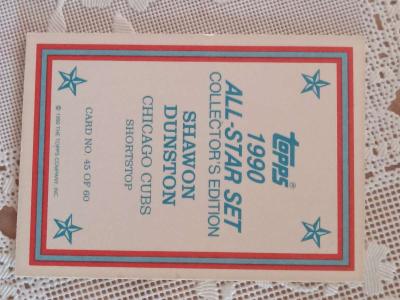 TOPPS®
1990
ALL-STAR SET
COLLECTOR'S EDITION
SHAWON
DUNSTON
CHICAGO CUBS
SHORTSTOP
CARD NO. 45 OF 60
© 1990 THE TOPPS COMPANY, INC.